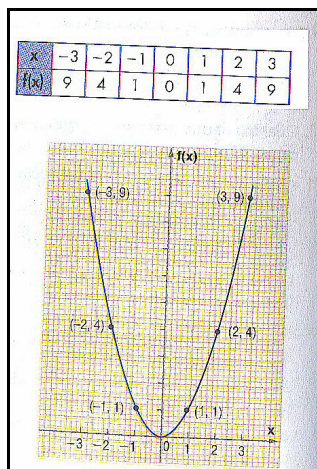 x -3 -2 -1 0 1 2 3
f(x) 9 4 1 0 1 4 9
f(x)
(-3, 9) (3, 9)
(-2, 4) (2, 4)
(-1, 1) (1, 1)
x
-3 -2 -1 0 1 2 3